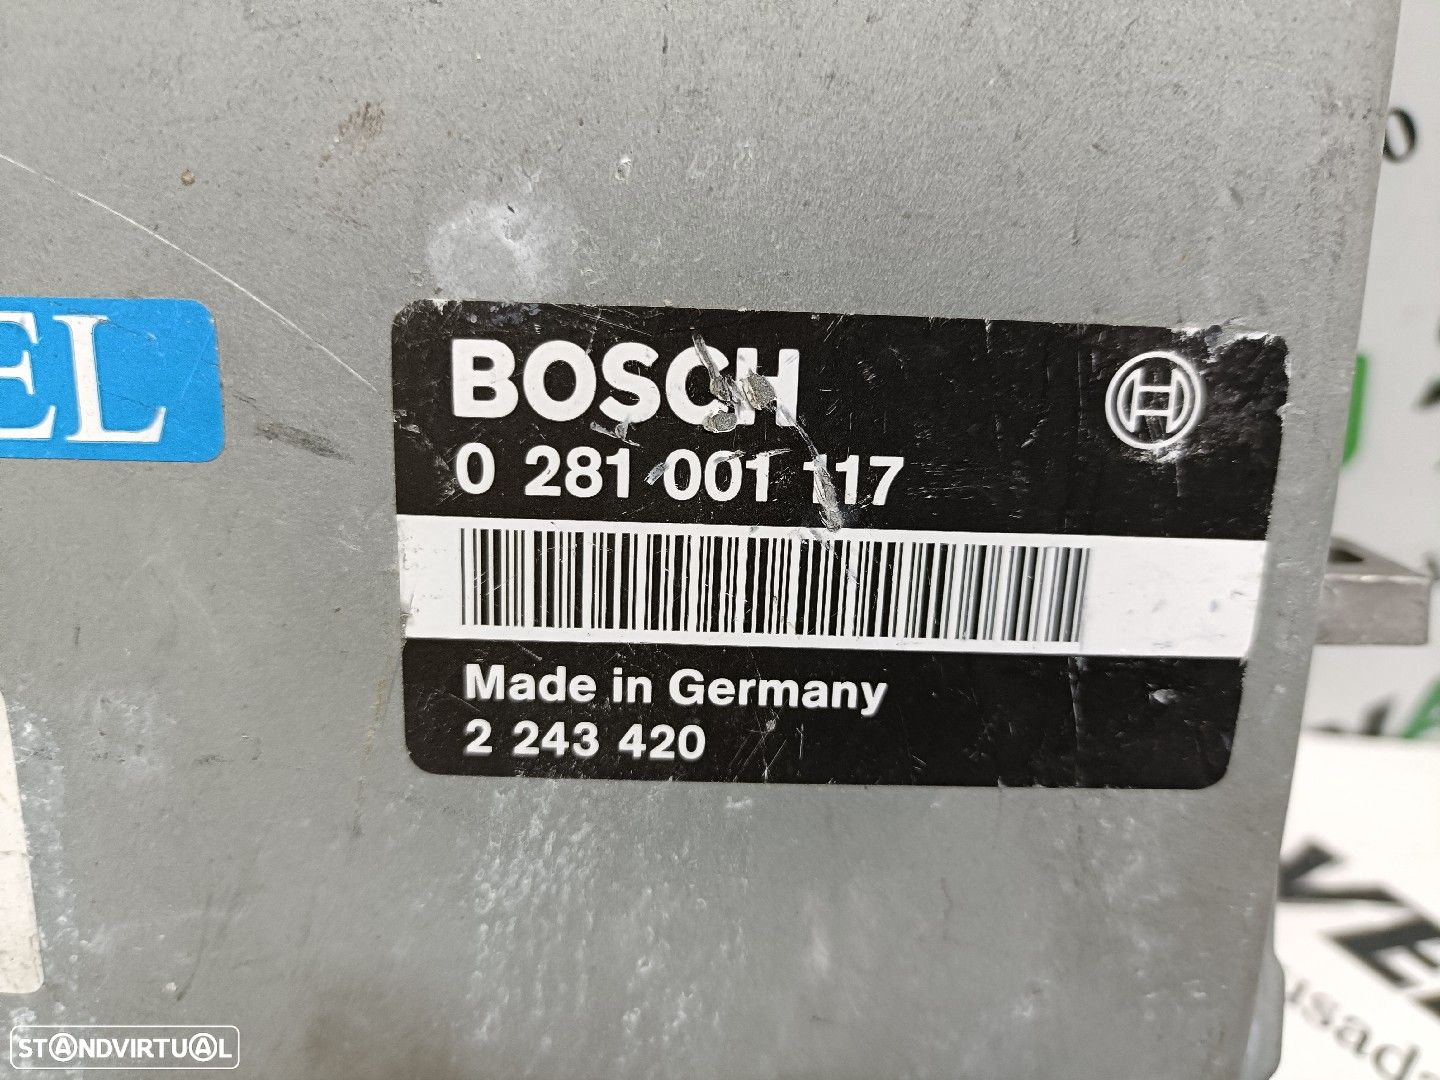 EL
BOSCH
0 281 001 117
Made in Germany
2 243 420
STANDVIRTUAL